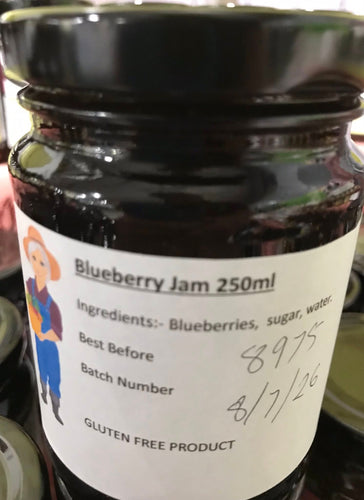 Blueberry Jam 250ml
Ingredients:- Blueberries, sugar, water.
Best Before 8975
Batch Number 8/7/26
GLUTEN FREE PRODUCT